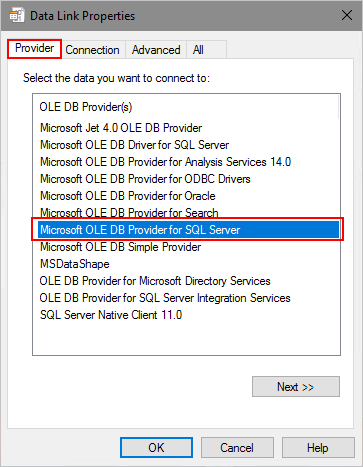 Data Link Properties
Provider Connection Advanced All
Select the data you want to connect to:
OLE DB Provider(s)
Microsoft Jet 4.0 OLE DB Provider
Microsoft OLE DB Driver for SQL Server
Microsoft OLE DB Provider for Analysis Services 14.0
Microsoft OLE DB Provider for ODBC Drivers
Microsoft OLE DB Provider for Oracle
Microsoft OLE DB Provider for Search
Microsoft OLE DB Provider for SQL Server
Microsoft OLE DB Simple Provider
MSDataShape
OLE DB Provider for Microsoft Directory Services
OLE DB Provider for SQL Server Integration Services
SQL Server Native Client 11.0
Next >>
OK Cancel Help